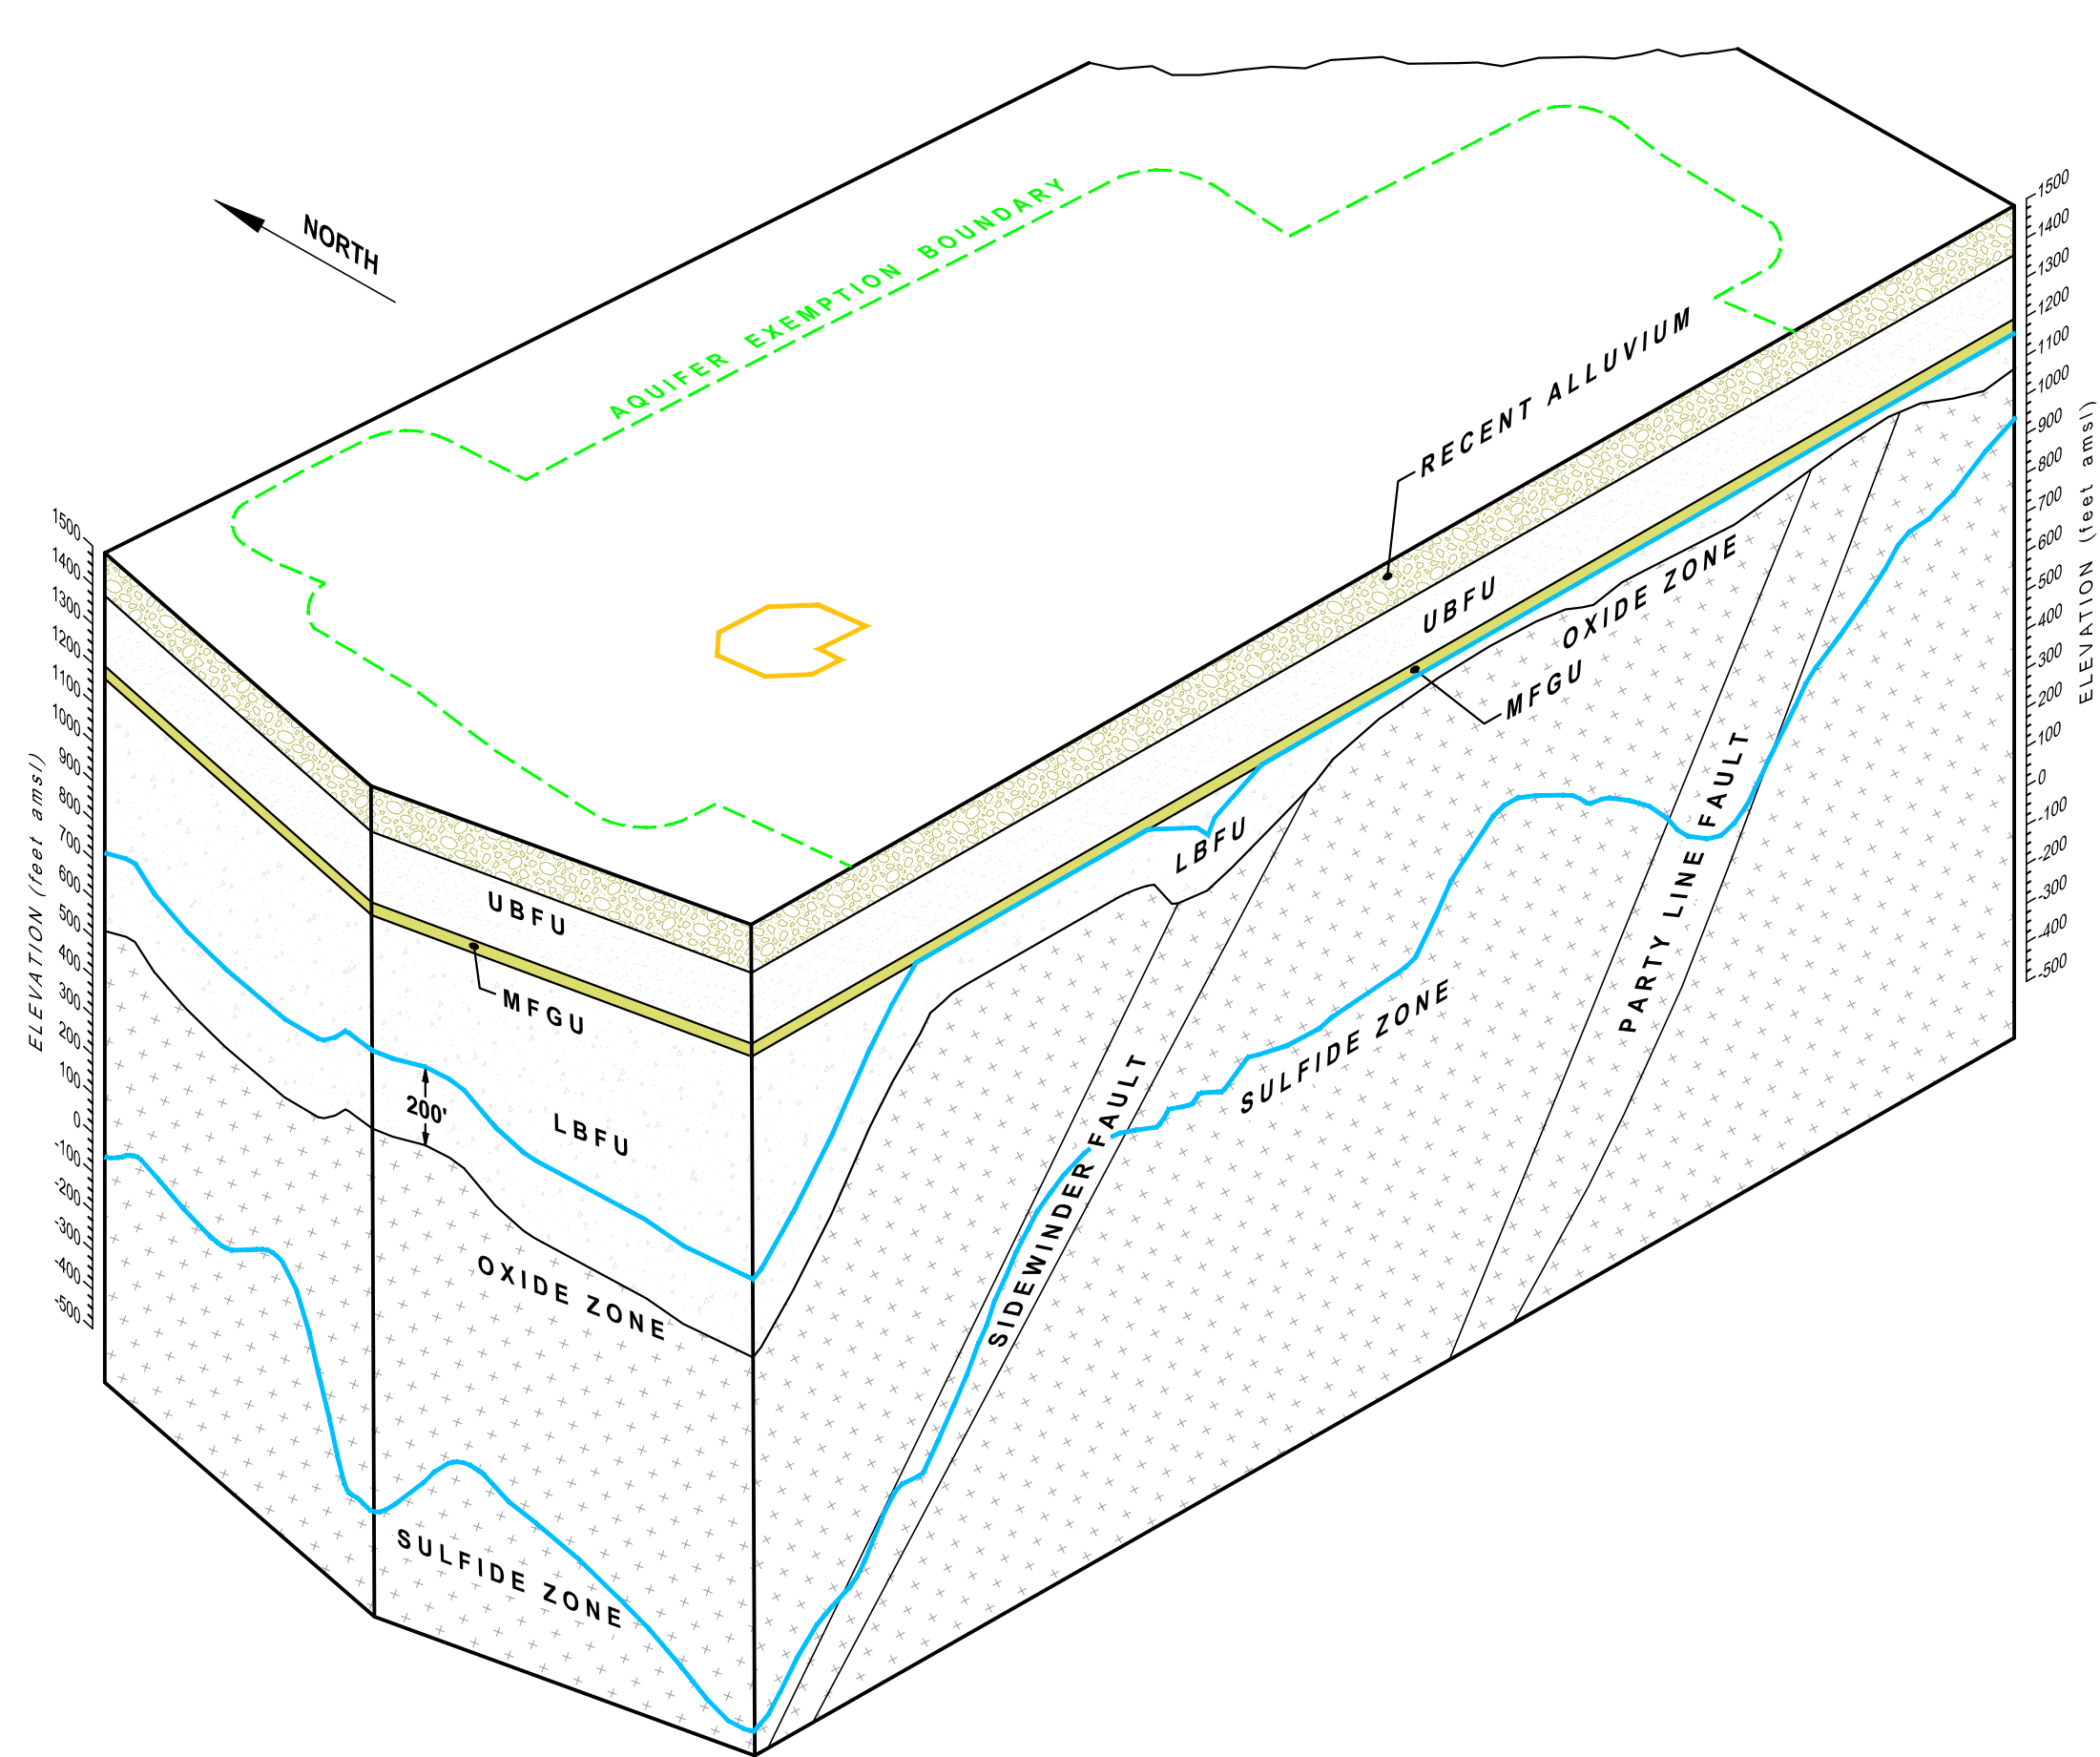 NORTH
AQUIFER EXEMPTION BOUNDARY
RECENT ALLUVIUM
UBFU
OXIDE ZONE
MFGU
LBFU
PARTY LINE FAULT
SULFIDE ZONE
SIDEWINDER FAULT
UBFU
MFGU
200'
LBFU
OXIDE ZONE
SULFIDE ZONE
ELEVATION (feet amsl)
1500
1400
1300
1200
1100
1000
900
800
700
600
500
400
300
200
100
0
-100
-200
-300
-400
-500
ELEVATION (feet amsl)
1500
1400
1300
1200
1100
1000
900
800
700
600
500
400
300
200
100
0
-100
-200
-300
-400
-500